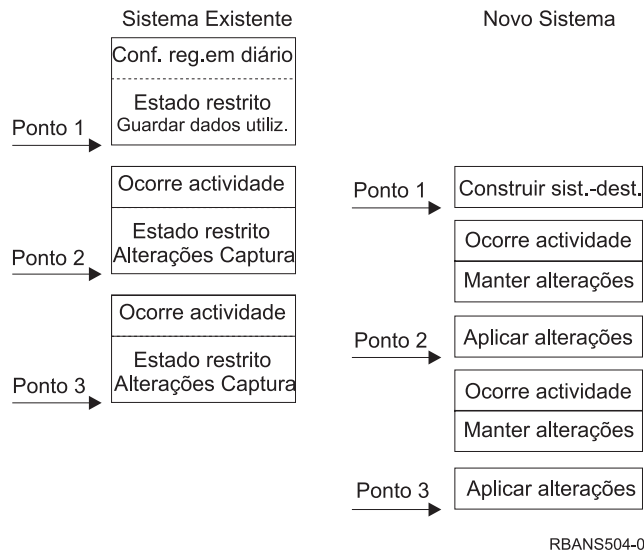 Sistema Existente
Conf. reg.em diário
Estado restrito
Guardar dados utiliz.
Ponto 1
Ocorre actividade
Estado restrito
Alterações Captura
Ponto 2
Ocorre actividade
Estado restrito
Alterações Captura
Ponto 3
Novo Sistema
Ponto 1
Construir sist.-dest.
Ocorre actividade
Manter alterações
Ponto 2
Aplicar alterações
Ocorre actividade
Manter alterações
Ponto 3
Aplicar alterações
RBANS504-0